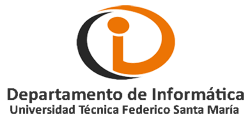 Departamento de Informática
Universidad Técnica Federico Santa María